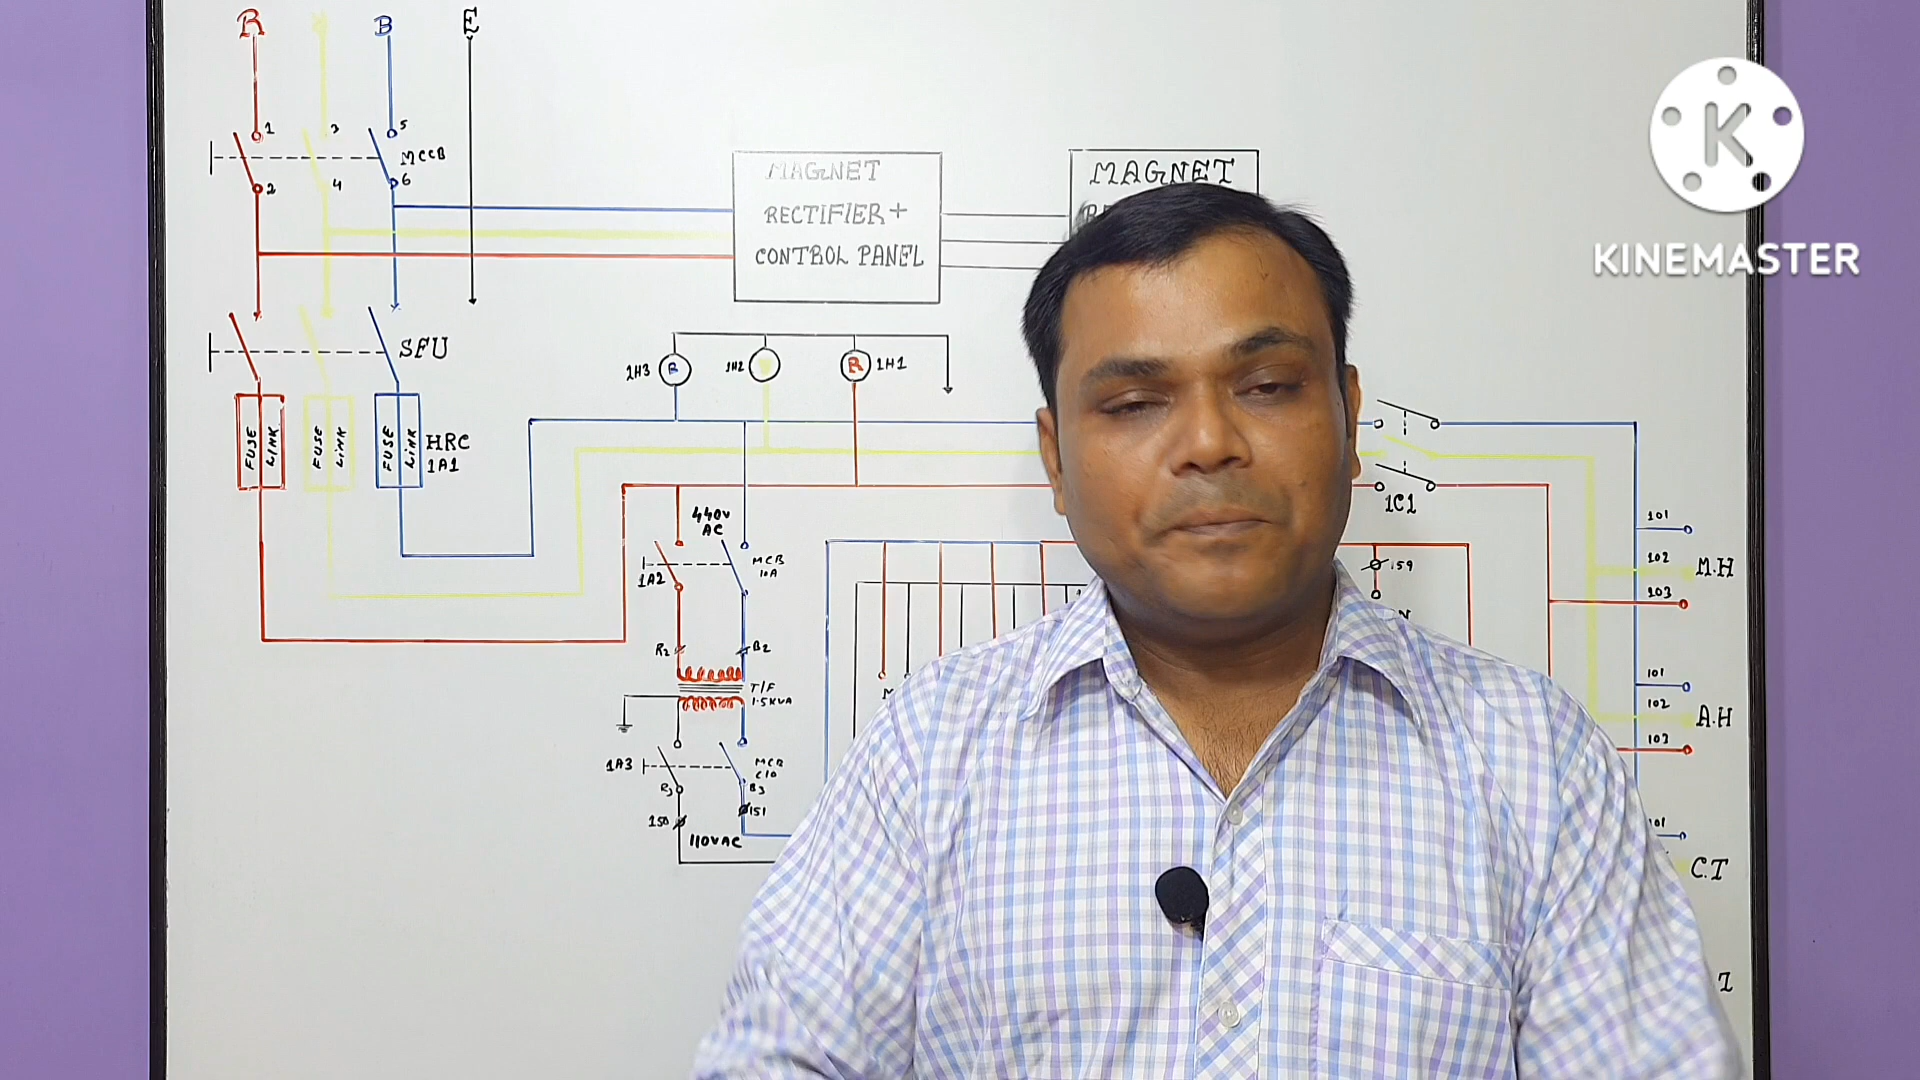 R Y B E
1 3 5
MCCB
2 4 6
MAGNET
RECTIFIER+
CONTROL PANEL
MAGNET
K
KINEMASTER
SFU
1H3 B
1H2
R 1H1
FUSE LINK
FUSE LINK
FUSE LINK
HRC
1A1
440V
AC
1A2
MCB
10A
R2 B2
T/F
1.5KVA
1A3
MCB
C10
R3 B3
150 151
110VAC
1C1
159
N
101
102 M.H
103
101
102 A.H
103
101
C.T